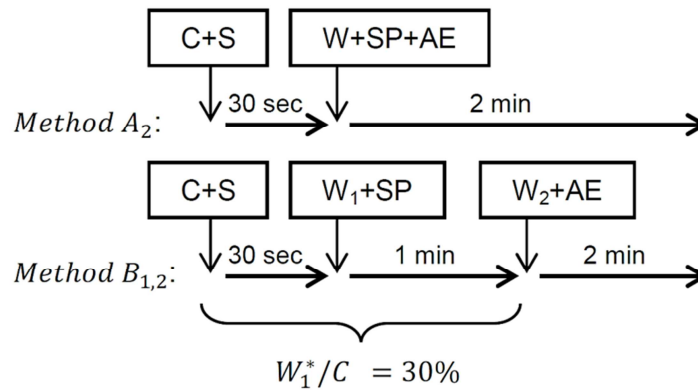 C+S W+SP+AE
Method A₂: 30 sec 2 min
C+S W₁+SP W₂+AE
Method B₁,₂: 30 sec 1 min 2 min
W₁*/C = 30%